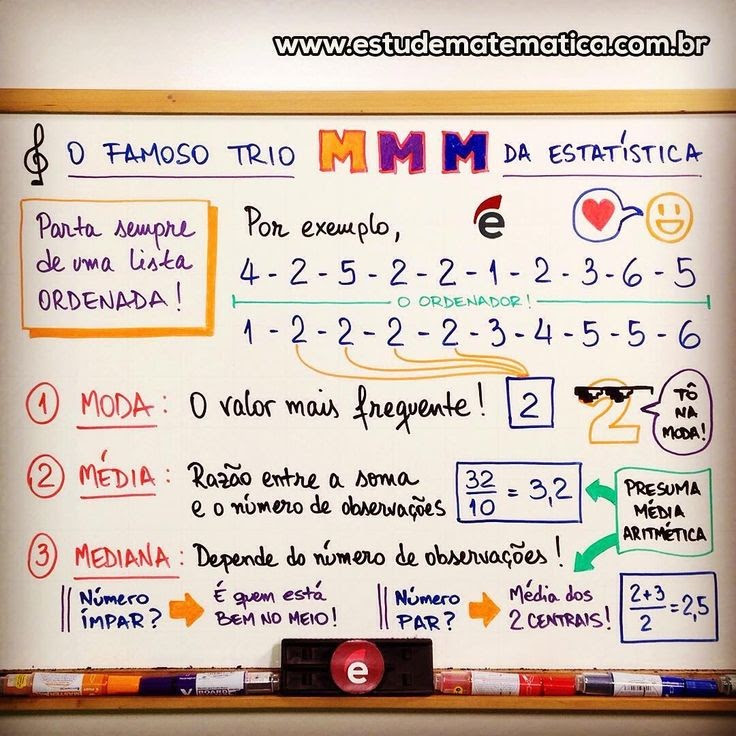 www.estudematematica.com.br
O FAMOSO TRIO MMM DA ESTATÍSTICA
Parta sempre
de uma lista
ORDENADA!
Por exemplo,
e
4 - 2 - 5 - 2 - 2 - 1 - 2 - 3 - 6 - 5
O ORDENADOR!
1 - 2 - 2 - 2 - 2 - 3 - 4 - 5 - 5 - 6
1 MODA: O valor mais frequente! 2
2
TÔ
NA
MODA!
2 MÉDIA: Razão entre a soma
e o número de observações
32/10 = 3,2
PRESUMA
MÉDIA
ARITMÉTICA
3 MEDIANA: Depende do número de observações!
Número
ÍMPAR?
É quem está
BEM NO MEIO!
Número
PAR?
Média dos
2 CENTRAIS!
2+3/2 = 2,5
e